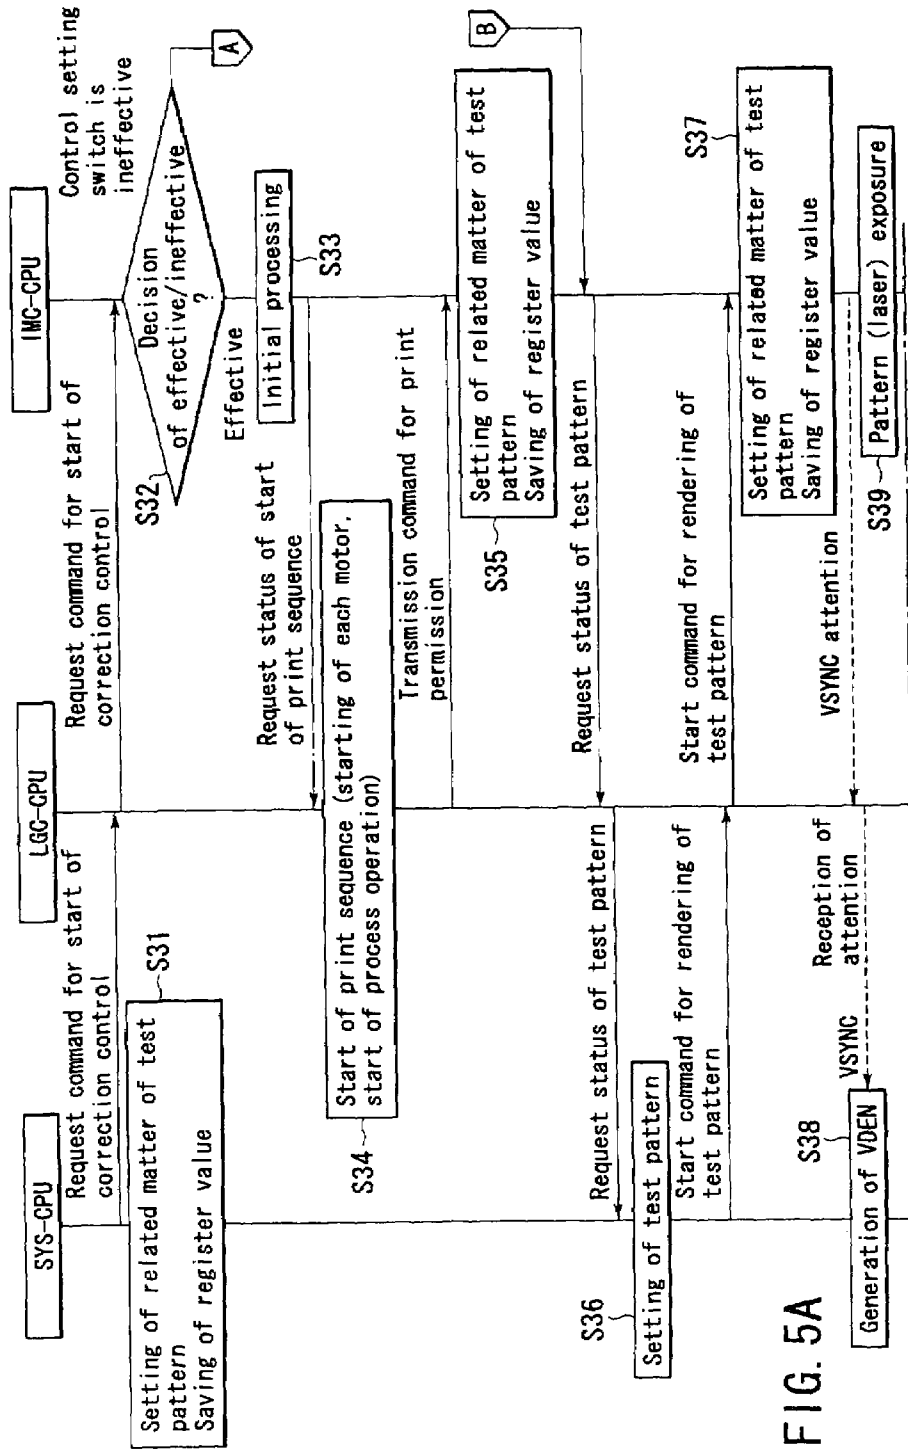 SYS-CPU
LGC-CPU
IMC-CPU
Request command for start of
correction control
Request command for start of
correction control
Control setting
switch is
ineffective
Setting of related matter of test
pattern
Saving of register value
S31
Decision
of effective/ineffective
?
S32
A
Effective
Initial processing
S33
Request status of start
of print sequence
Start of print sequence (starting of each motor,
start of process operation)
S34
Transmission command for print
permission
Setting of related matter of test
pattern
Saving of register value
S35
B
Request status of test pattern
Request status of test pattern
S36
Setting of test pattern
Start command for rendering of
test pattern
Start command for rendering of
test pattern
Setting of related matter of test
pattern
Saving of register value
S37
VSYNC attention
Reception of
attention
VSYNC
S38
Generation of VDEN
S39
Pattern (laser) exposure
FIG. 5A